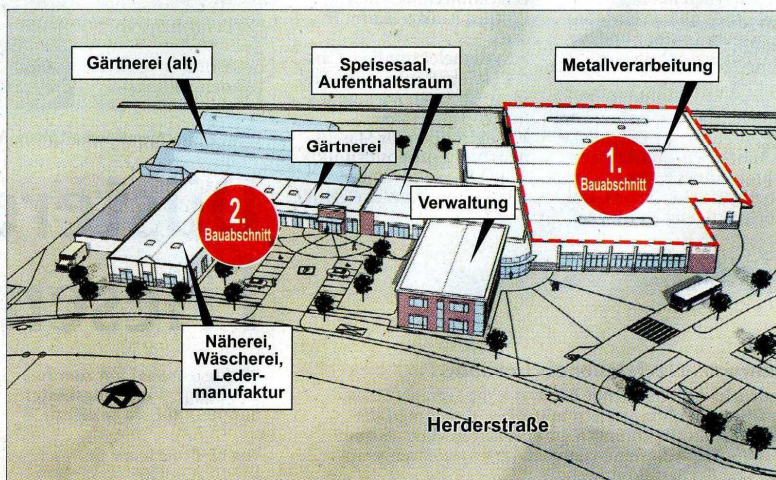 Gärtnerei (alt)
Speisesaal,
Aufenthaltsraum
Metallverarbeitung
Gärtnerei
1.
Bauabschnitt
2.
Bauabschnitt
Verwaltung
Näherei,
Wäscherei,
Leder-
manufaktur
Herderstraße